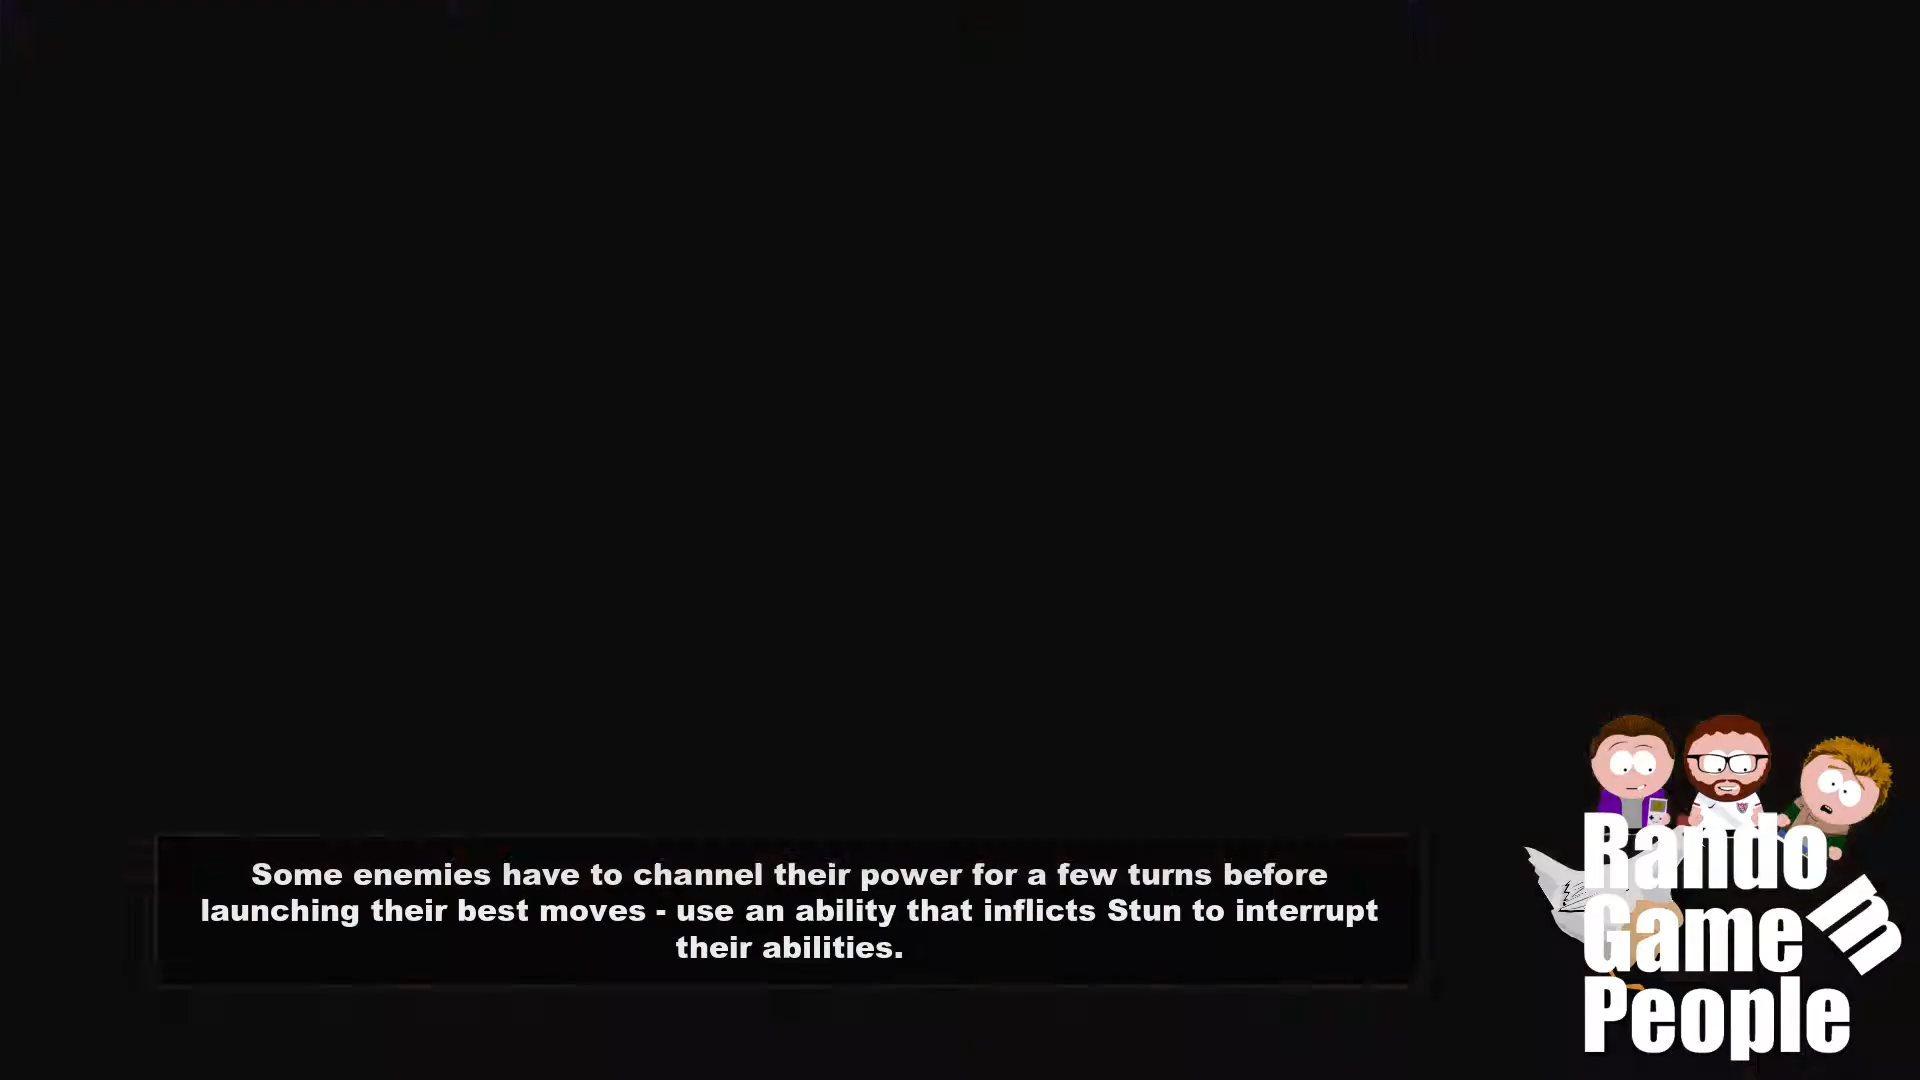 Some enemies have to channel their power for a few turns before
launching their best moves - use an ability that inflicts Stun to interrupt
their abilities.
Random
Game
People